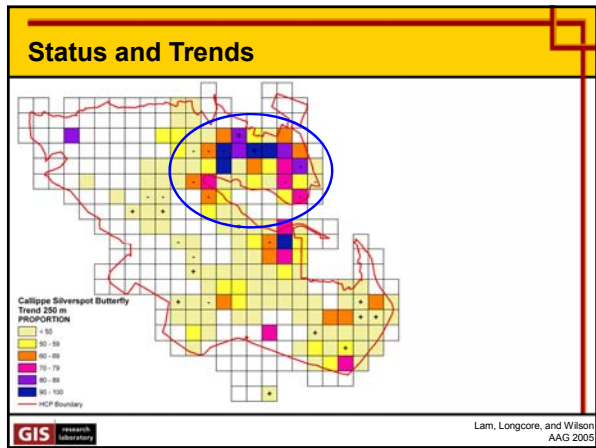 Status and Trends
Callippe Silverspot Butterfly
Trend 250 m
PROPORTION
< 50
50 - 59
60 - 69
70 - 79
80 - 89
90 - 100
HCP Boundary
GIS research
laboratory
Lam, Longcore, and Wilson
AAG 2005